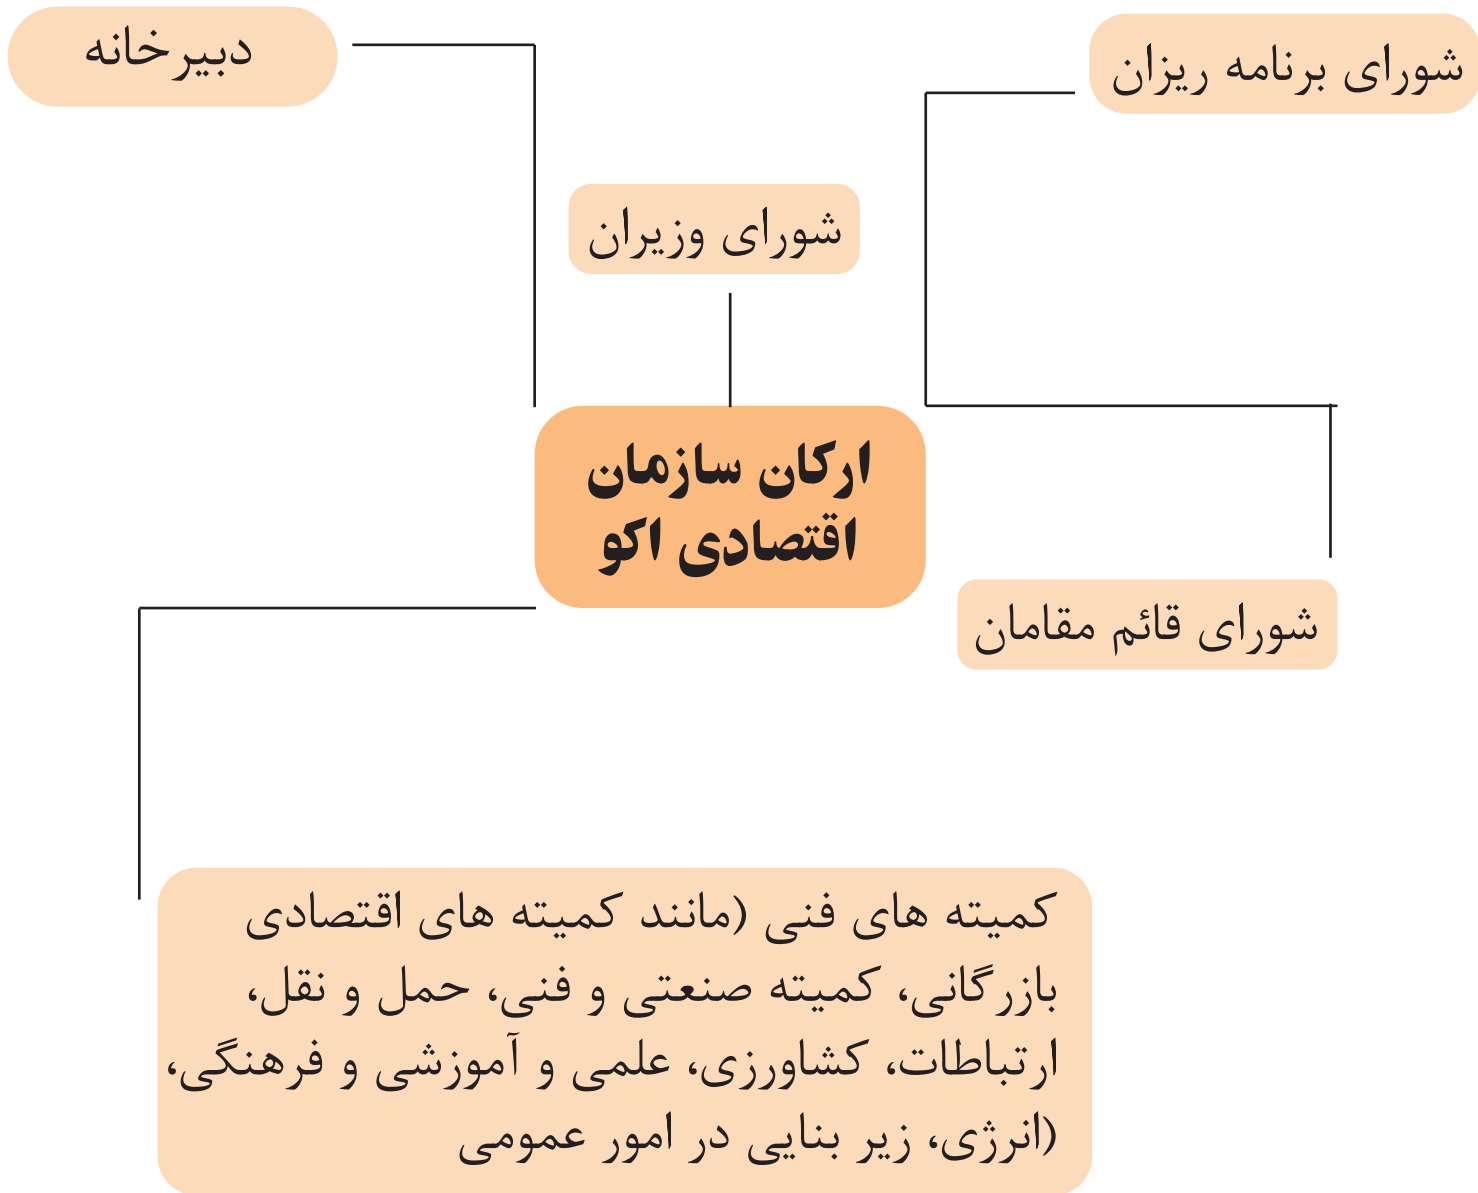 شورای برنامه ریزان
دبیرخانه
شورای وزیران
ارکان سازمان
اقتصادی اکو
شورای قائم مقامان
کمیته های فنی (مانند کمیته های اقتصادی
بازرگانی، کمیته صنعتی و فنی، حمل و نقل،
ارتباطات، کشاورزی، علمی و آموزشی و فرهنگی،
(انرژی، زیر بنایی در امور عمومی